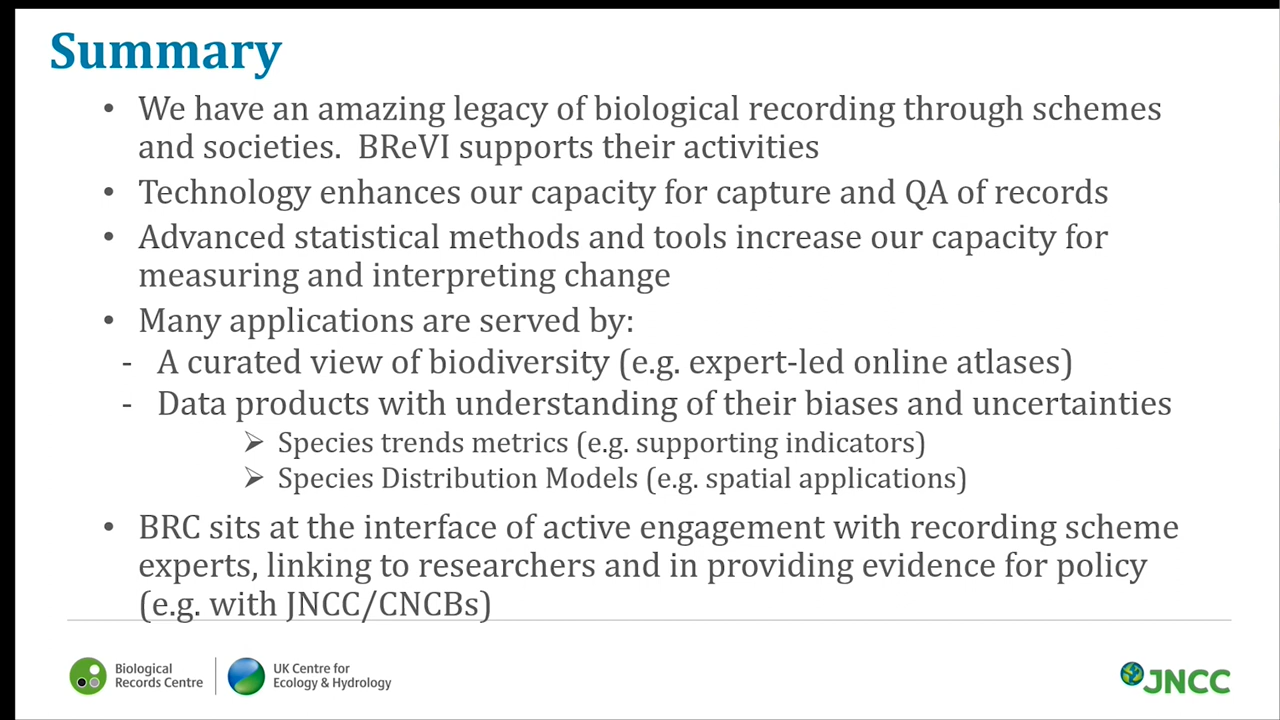 Summary
• We have an amazing legacy of biological recording through schemes
and societies.  BReVI supports their activities
• Technology enhances our capacity for capture and QA of records
• Advanced statistical methods and tools increase our capacity for
measuring and interpreting change
• Many applications are served by:
- A curated view of biodiversity (e.g. expert-led online atlases)
- Data products with understanding of their biases and uncertainties
➢ Species trends metrics (e.g. supporting indicators)
➢ Species Distribution Models (e.g. spatial applications)
• BRC sits at the interface of active engagement with recording scheme
experts, linking to researchers and in providing evidence for policy
(e.g. with JNCC/CNCBs)
Biological
Records Centre
UK Centre for
Ecology & Hydrology
JNCC